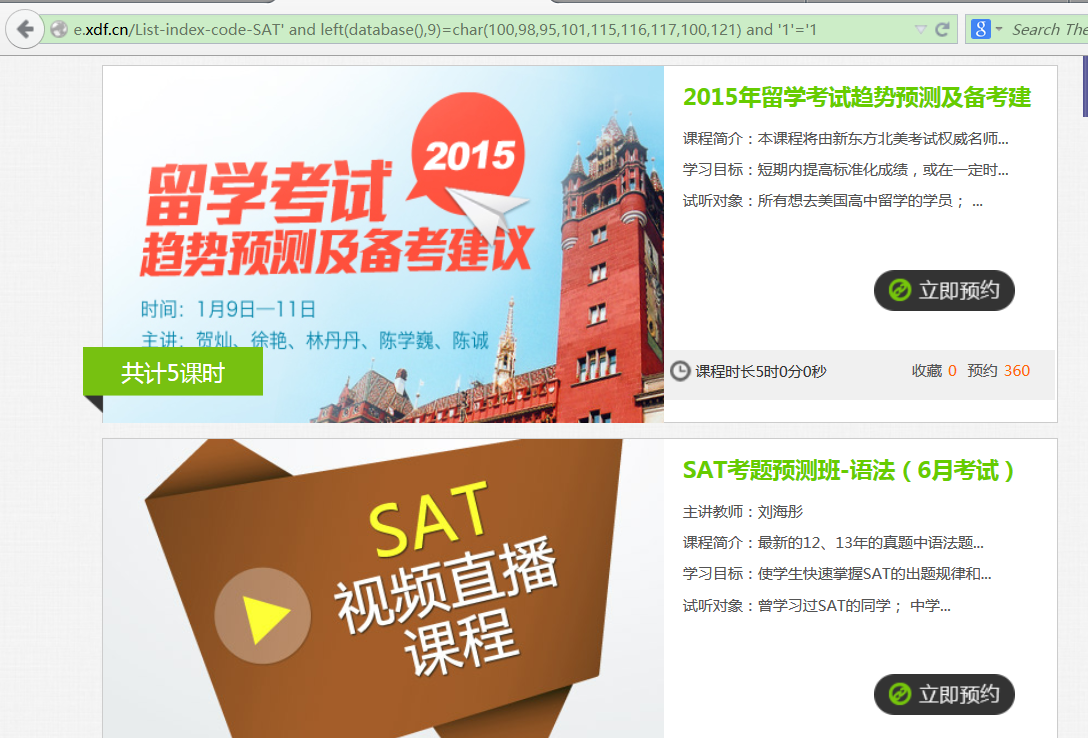 e.xdf.cn/List-index-code-SAT' and left(database(),9)=char(100,98,95,101,115,116,117,100,121) and '1'='1
8
Search The
2015
留学考试
趋势预测及备考建议
时间：1月9日—11日
主讲：贺灿、徐艳、林丹丹、陈学巍、陈诚
共计5课时
2015年留学考试趋势预测及备考建
课程简介：本课程将由新东方北美考试权威名师...
学习目标：短期内提高标准化成绩，或在一定时...
试听对象：所有想去美国高中留学的学员； ...
立即预约
课程时长5时0分0秒 收藏 0 预约 360
SAT
视频直播
课程
SAT考题预测班-语法（6月考试）
主讲教师：刘海彤
课程简介：最新的12、13年的真题中语法题...
学习目标：使学生快速掌握SAT的出题规律和...
试听对象：曾学习过SAT的同学； 中学...
立即预约